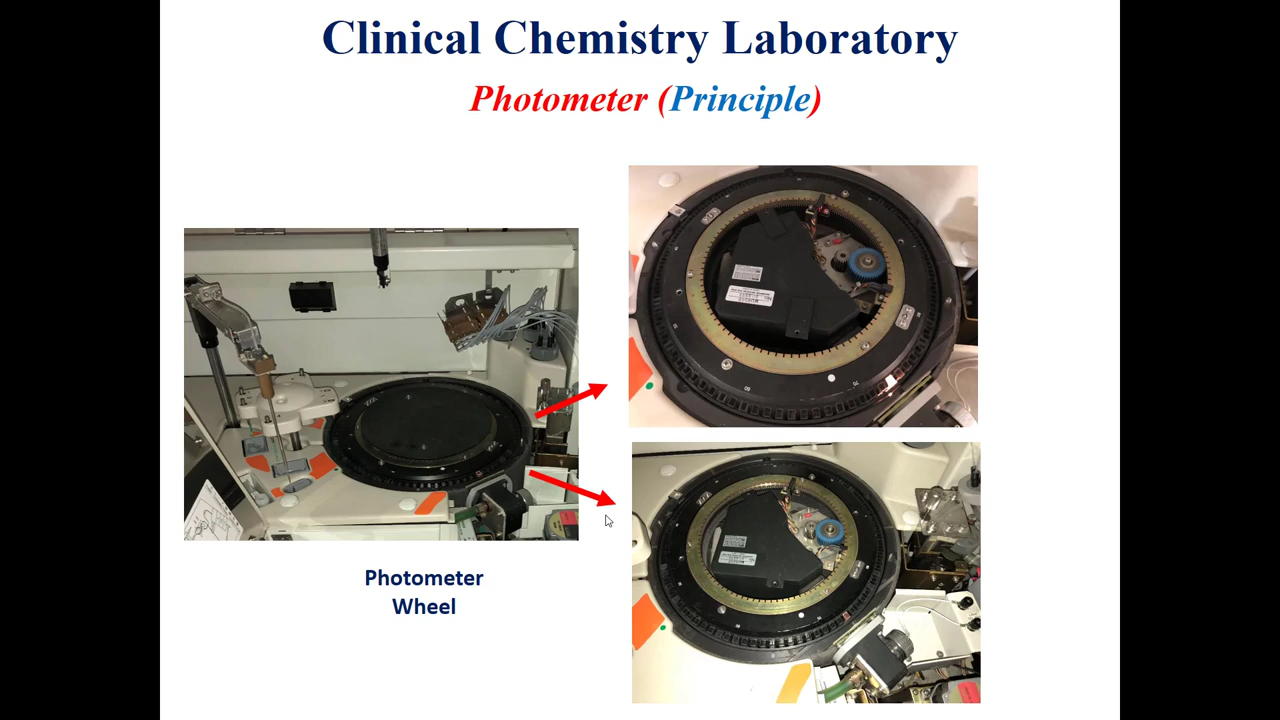 Clinical Chemistry Laboratory
Photometer (Principle)
Photometer
Wheel